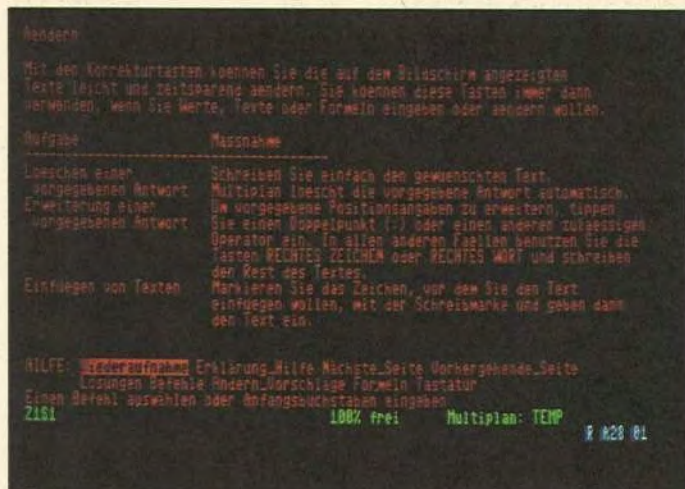 Aendern
Mit den Korrekturtasten koennen Sie die auf dem Bildschirm angezeigten
Texte leicht und zeitsparend aendern. Sie koennen diese Tasten immer dann
verwenden, wenn Sie Werte, Texte oder Formeln eingeben oder aendern wollen.
Aufgabe Massnahme
Loeschen einer Schreiben Sie einfach den gewuenschten Text.
vorgegebenen Antwort Multiplan loescht die vorgegebene Antwort automatisch.
Erweiterung einer Um vorgegebene Positionsangaben zu erweitern, tippen
vorgegebenen Antwort Sie einen Doppelpunkt (:) oder einen anderen zulaessigen
Operator ein. In allen anderen Faellen benutzen Sie die
Tasten RECHTES ZEICHEN oder RECHTES WORT und schreiben
den Rest des Textes.
Einfuegen von Texten Markieren Sie das Zeichen, vor dem Sie den Text
einfuegen wollen, mit der Schreibmarke und geben dann
den Text ein.
HILFE: Wiederaufnahme Erklärung_Hilfe Nächste_Seite Vorhergehende_Seite
Lösungen Befehle Ändern_Vorschläge Formeln Tastatur
Einen Befehl auswählen oder Anfangsbuchstaben eingeben
Z1S1 100% frei Multiplan: TEMP
R A28 01